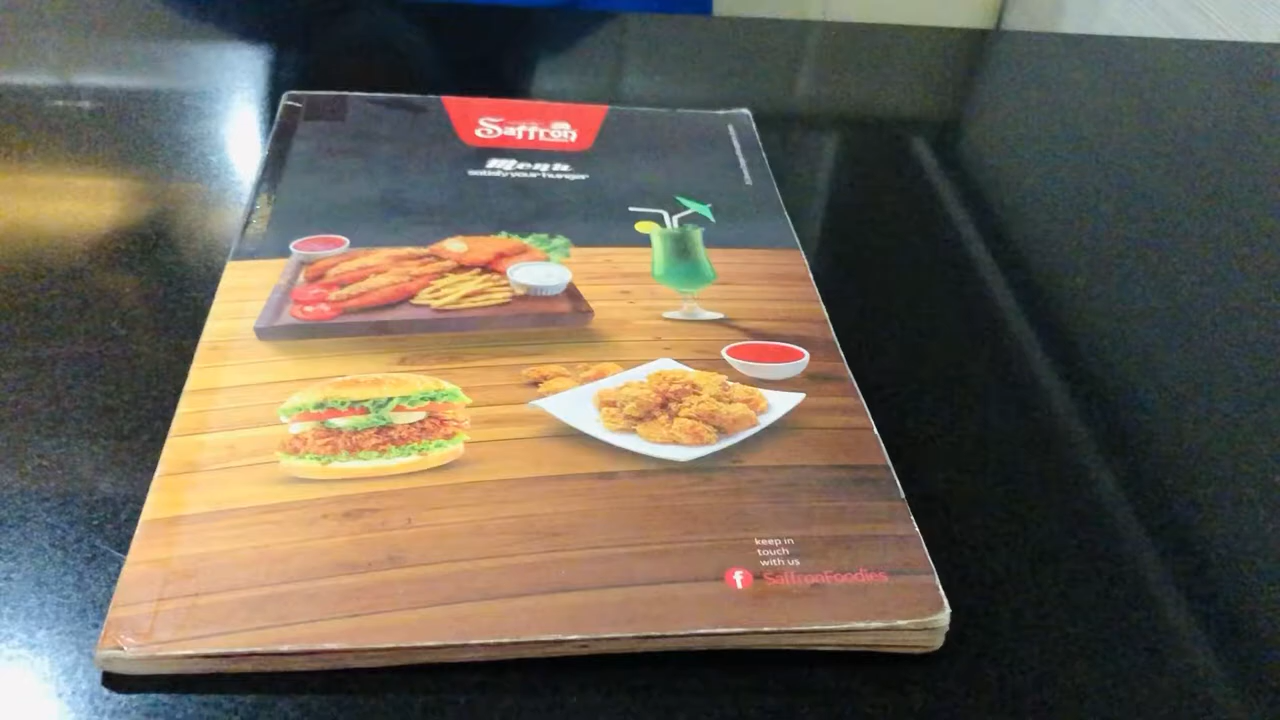 Saffron
Menu
satisfy your hunger
keep in
touch
with us
f SaffronFoodies